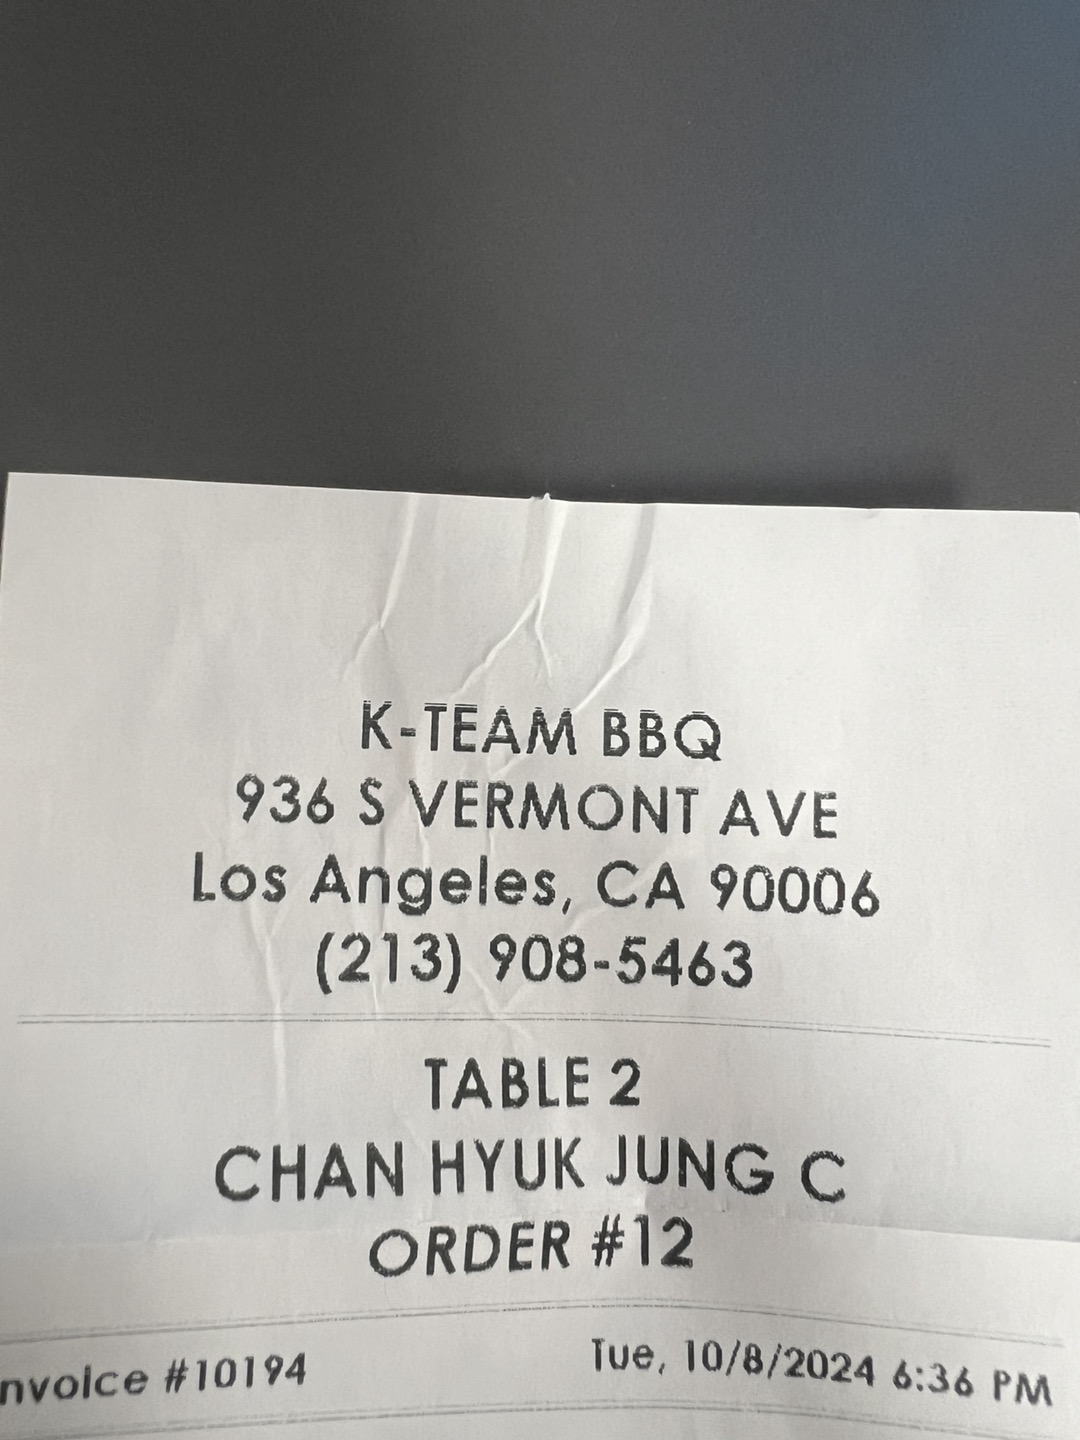 K-TEAM BBQ
936 S VERMONT AVE
Los Angeles, CA 90006
(213) 908-5463
TABLE 2
CHAN HYUK JUNG C
ORDER #12
nvoice #10194 Tue, 10/8/2024 6:36 PM